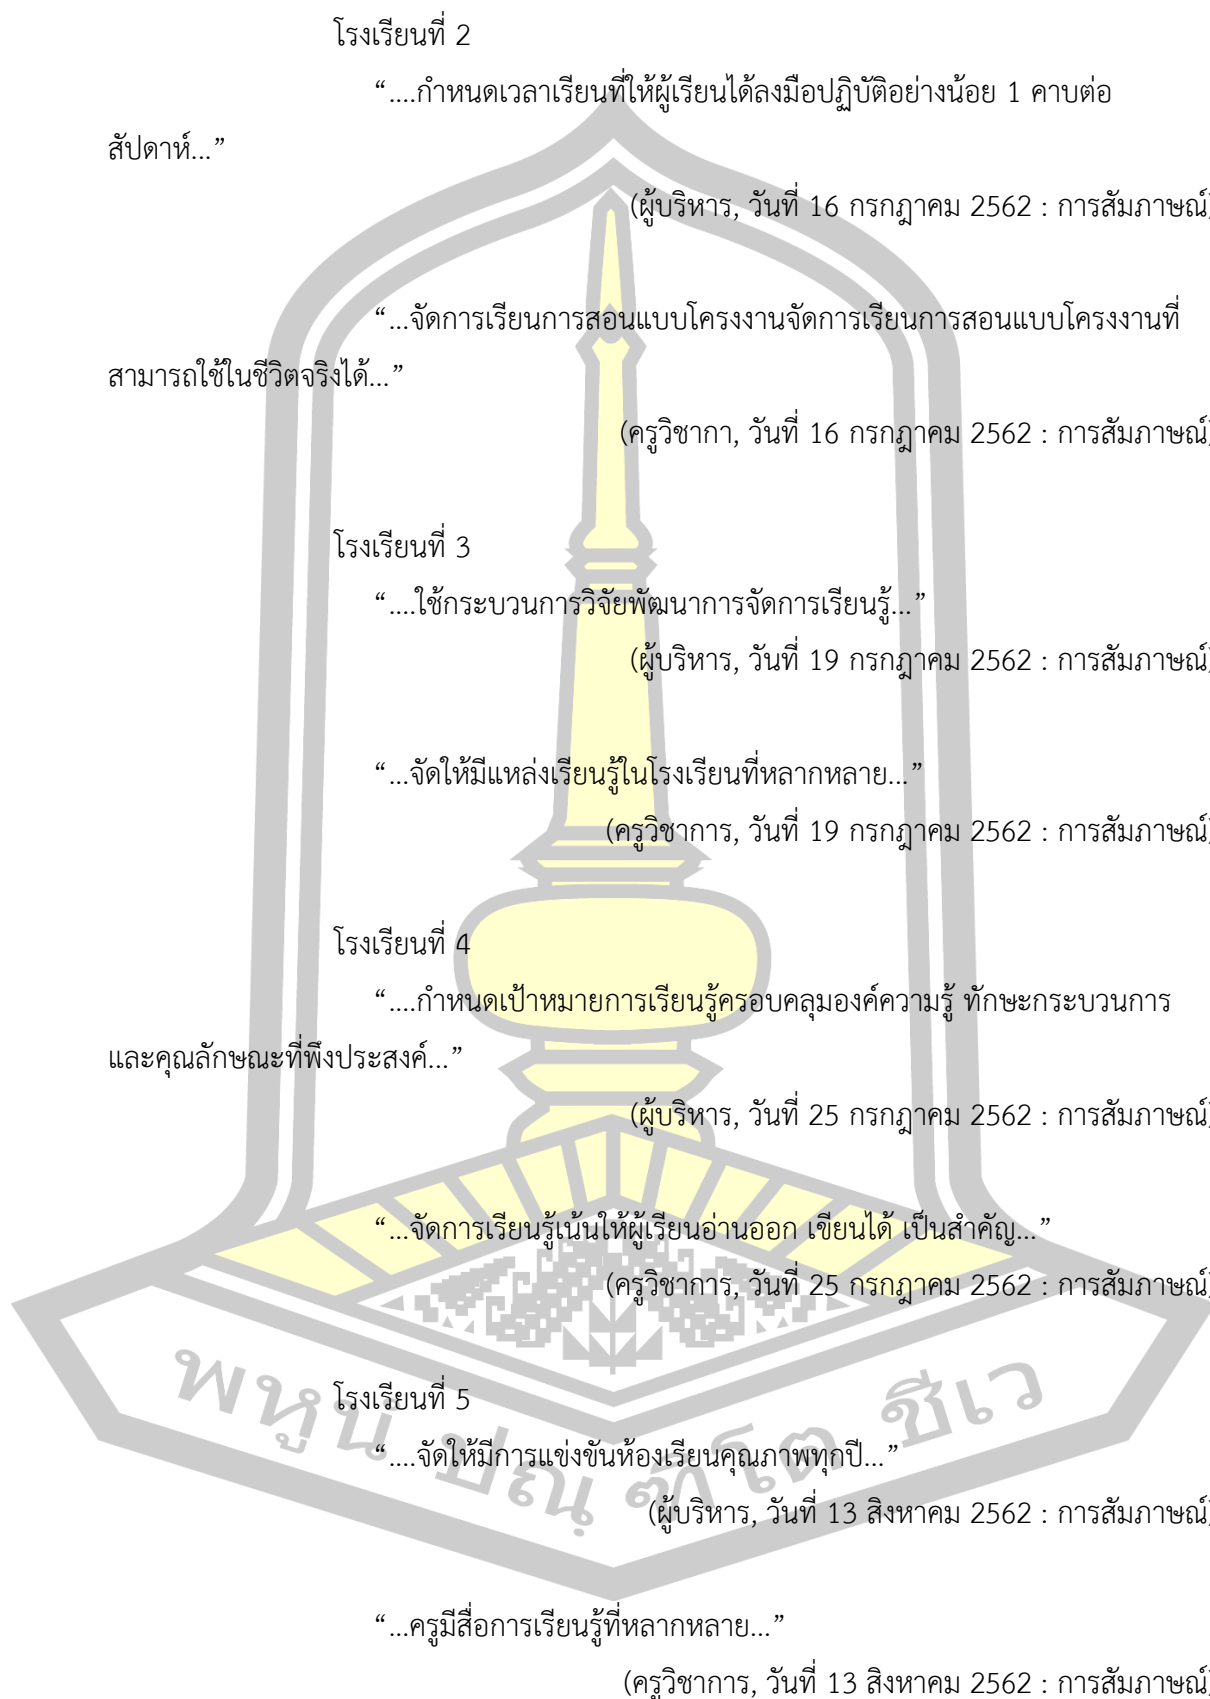 โรงเรียนที่ 2
“....กำหนดเวลาเรียนที่ให้ผู้เรียนได้ลงมือปฏิบัติอย่างน้อย 1 คาบต่อ
สัปดาห์...”
(ผู้บริหาร, วันที่ 16 กรกฎาคม 2562 : การสัมภาษณ์)
“...จัดการเรียนการสอนแบบโครงงานจัดการเรียนการสอนแบบโครงงานที่
สามารถใช้ในชีวิตจริงได้...”
(ครูวิชากา, วันที่ 16 กรกฎาคม 2562 : การสัมภาษณ์)
โรงเรียนที่ 3
“....ใช้กระบวนการวิจัยพัฒนาการจัดการเรียนรู้...”
(ผู้บริหาร, วันที่ 19 กรกฎาคม 2562 : การสัมภาษณ์)
“...จัดให้มีแหล่งเรียนรู้ในโรงเรียนที่หลากหลาย...”
(ครูวิชาการ, วันที่ 19 กรกฎาคม 2562 : การสัมภาษณ์)
โรงเรียนที่ 4
“....กำหนดเป้าหมายการเรียนรู้ครอบคลุมองค์ความรู้ ทักษะกระบวนการ
และคุณลักษณะที่พึงประสงค์...”
(ผู้บริหาร, วันที่ 25 กรกฎาคม 2562 : การสัมภาษณ์)
“...จัดการเรียนรู้เน้นให้ผู้เรียนอ่านออก เขียนได้ เป็นสำคัญ...”
(ครูวิชาการ, วันที่ 25 กรกฎาคม 2562 : การสัมภาษณ์)
โรงเรียนที่ 5
“....จัดให้มีการแข่งขันห้องเรียนคุณภาพทุกปี...”
(ผู้บริหาร, วันที่ 13 สิงหาคม 2562 : การสัมภาษณ์)
“...ครูมีสื่อการเรียนรู้ที่หลากหลาย...”
(ครูวิชาการ, วันที่ 13 สิงหาคม 2562 : การสัมภาษณ์)
พหูนํ ปณฺฑิโต ชีเว